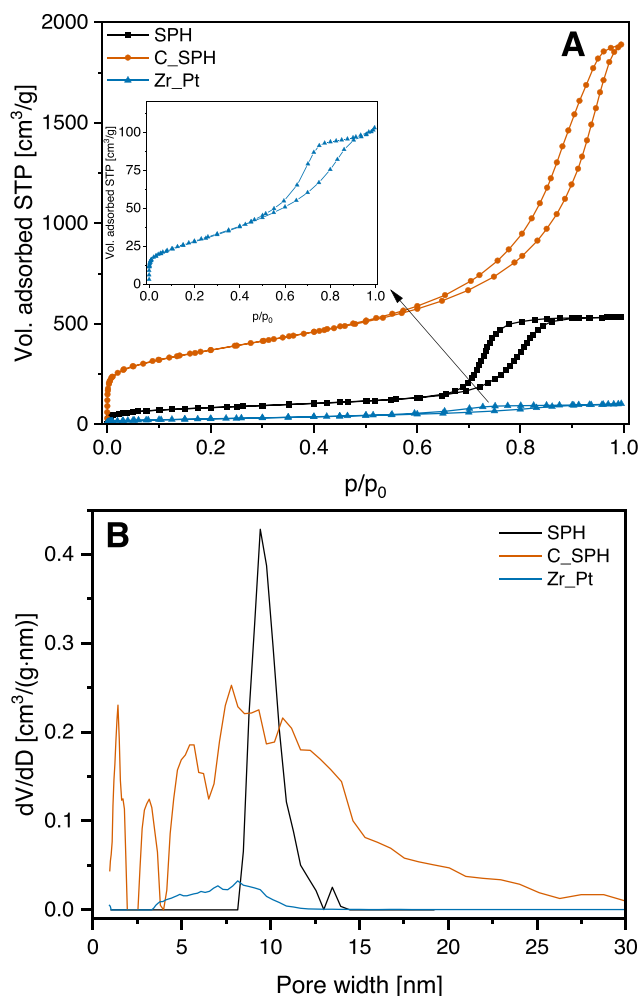 A
SPH
C_SPH
Zr_Pt
2000
1500
1000
500
0
Vol. adsorbed STP [cm³/g]
0.0 0.2 0.4 0.6 0.8 1.0
p/p₀
100
75
50
25
0
Vol. adsorbed STP [cm³/g]
0.0 0.2 0.4 0.6 0.8 1.0
p/p₀
B
SPH
C_SPH
Zr_Pt
0.4
0.3
0.2
0.1
0.0
dV/dD [cm³/(g·nm)]
0 5 10 15 20 25 30
Pore width [nm]